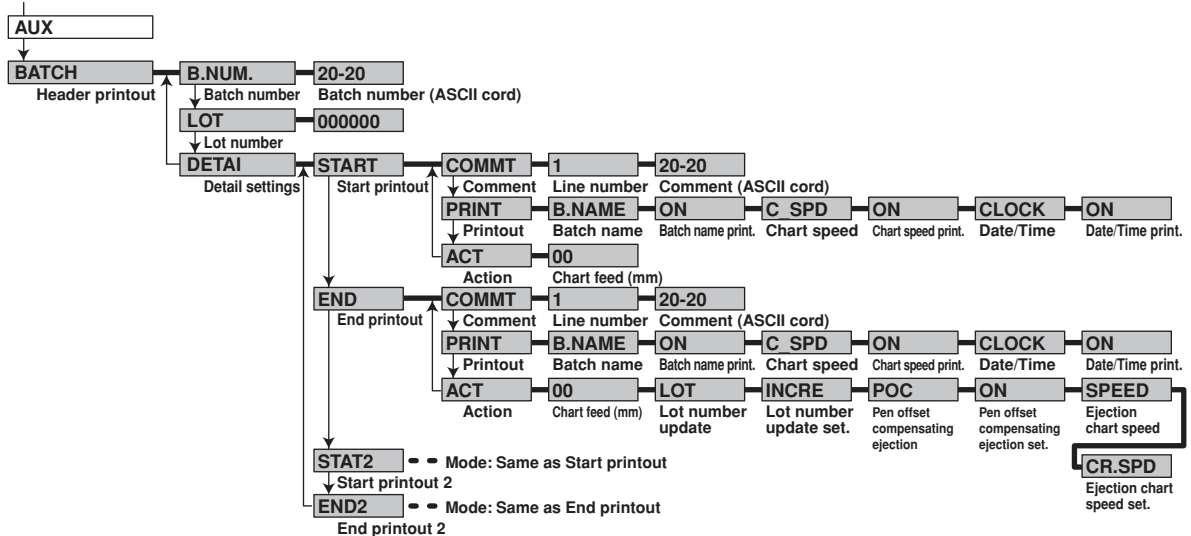 AUX
BATCH B.NUM. 20-20
Header printout Batch number Batch number (ASCII cord)
LOT 000000
Lot number
DETAI START COMMT 1 20-20
Detail settings Start printout Comment Line number Comment (ASCII cord)
PRINT B.NAME ON C_SPD ON CLOCK ON
Printout Batch name Batch name print. Chart speed Chart speed print. Date/Time Date/Time print.
ACT 00
Action Chart feed (mm)
END COMMT 1 20-20
End printout Comment Line number Comment (ASCII cord)
PRINT B.NAME ON C_SPD ON CLOCK ON
Printout Batch name Batch name print. Chart speed Chart speed print. Date/Time Date/Time print.
ACT 00 LOT INCRE POC ON SPEED
Action Chart feed (mm) Lot number Lot number Pen offset Pen offset Ejection
update update set. compensating compensating chart speed
ejection ejection set.
STAT2 Mode: Same as Start printout CR.SPD
Start printout 2 Ejection chart
speed set.
END2 Mode: Same as End printout
End printout 2